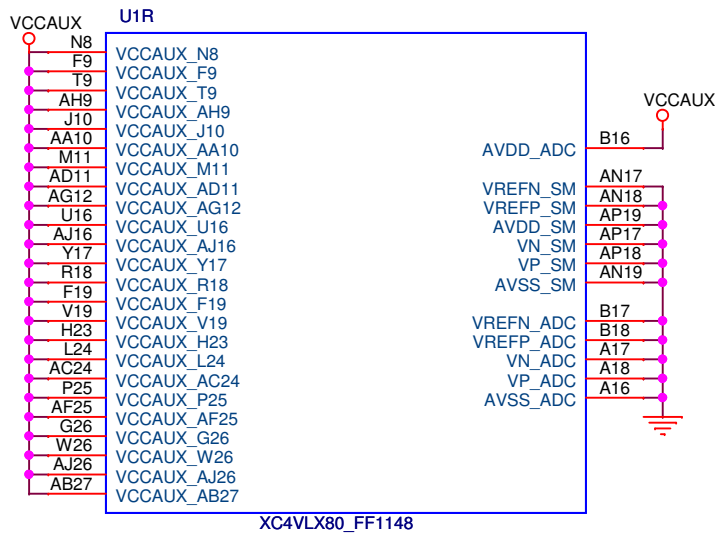 VCCAUX
U1R
N8 VCCAUX_N8
F9 VCCAUX_F9
T9 VCCAUX_T9
AH9 VCCAUX_AH9
J10 VCCAUX_J10
AA10 VCCAUX_AA10
M11 VCCAUX_M11
AD11 VCCAUX_AD11
AG12 VCCAUX_AG12
U16 VCCAUX_U16
AJ16 VCCAUX_AJ16
Y17 VCCAUX_Y17
R18 VCCAUX_R18
F19 VCCAUX_F19
V19 VCCAUX_V19
H23 VCCAUX_H23
L24 VCCAUX_L24
AC24 VCCAUX_AC24
P25 VCCAUX_P25
AF25 VCCAUX_AF25
G26 VCCAUX_G26
W26 VCCAUX_W26
AJ26 VCCAUX_AJ26
AB27 VCCAUX_AB27
VCCAUX
AVDD_ADC B16
VREFN_SM AN17
VREFP_SM AN18
AVDD_SM AP19
VN_SM AP17
VP_SM AP18
AVSS_SM AN19
VREFN_ADC B17
VREFP_ADC B18
VN_ADC A17
VP_ADC A18
AVSS_ADC A16
XC4VLX80_FF1148